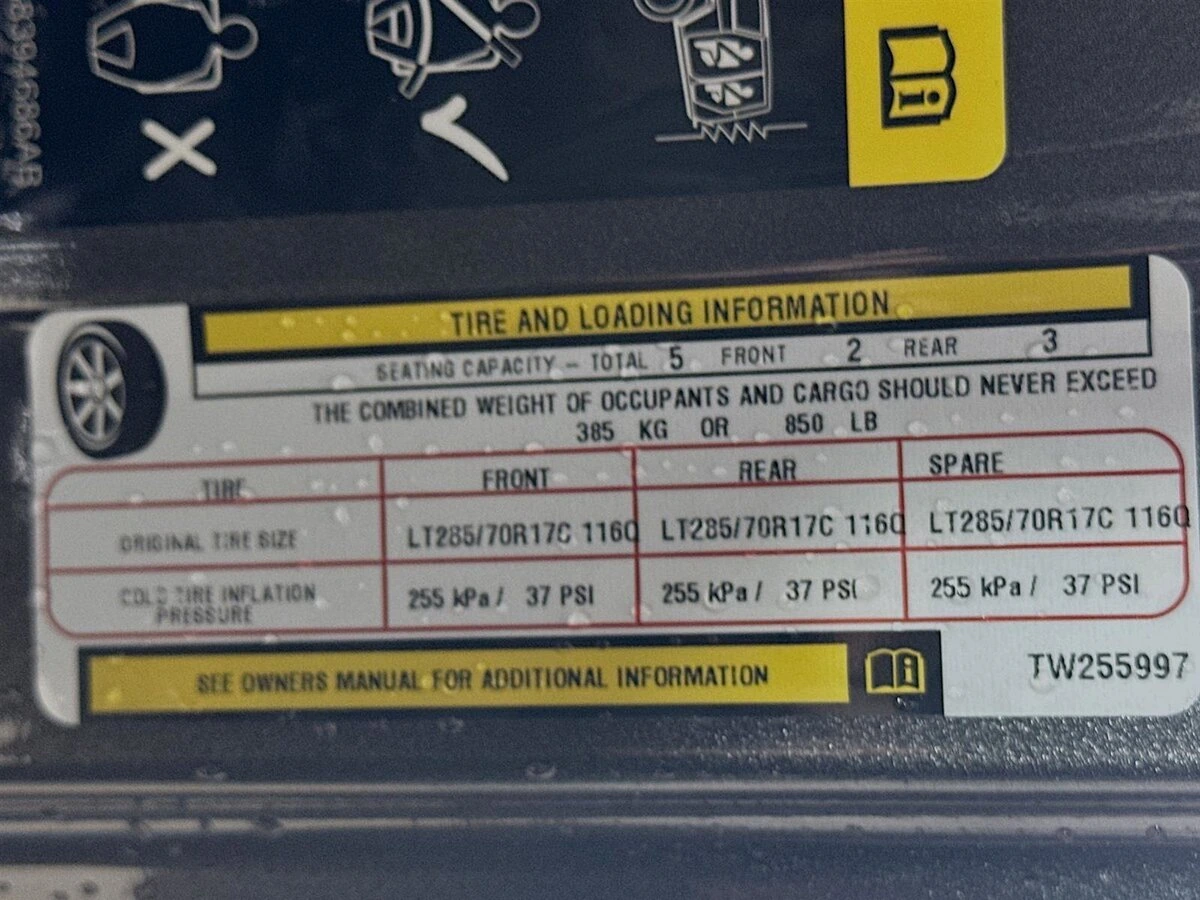 68394686AB
TIRE AND LOADING INFORMATION
SEATING CAPACITY – TOTAL 5 FRONT 2 REAR 3
THE COMBINED WEIGHT OF OCCUPANTS AND CARGO SHOULD NEVER EXCEED
385 KG OR 850 LB
TIRE FRONT REAR SPARE
ORIGINAL TIRE SIZE LT285/70R17C 116Q LT285/70R17C 116Q LT285/70R17C 116Q
COLD TIRE INFLATION PRESSURE 255 kPa / 37 PSI 255 kPa / 37 PSI 255 kPa / 37 PSI
SEE OWNERS MANUAL FOR ADDITIONAL INFORMATION
TW255997